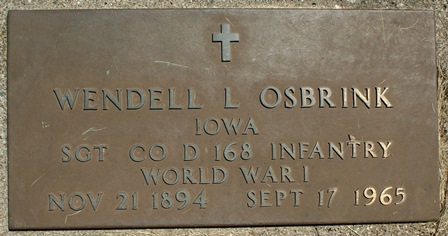 WENDELL L OSBRINK
IOWA
SGT CO D 168 INFANTRY
WORLD WAR I
NOV 21 1894 SEPT 17 1965